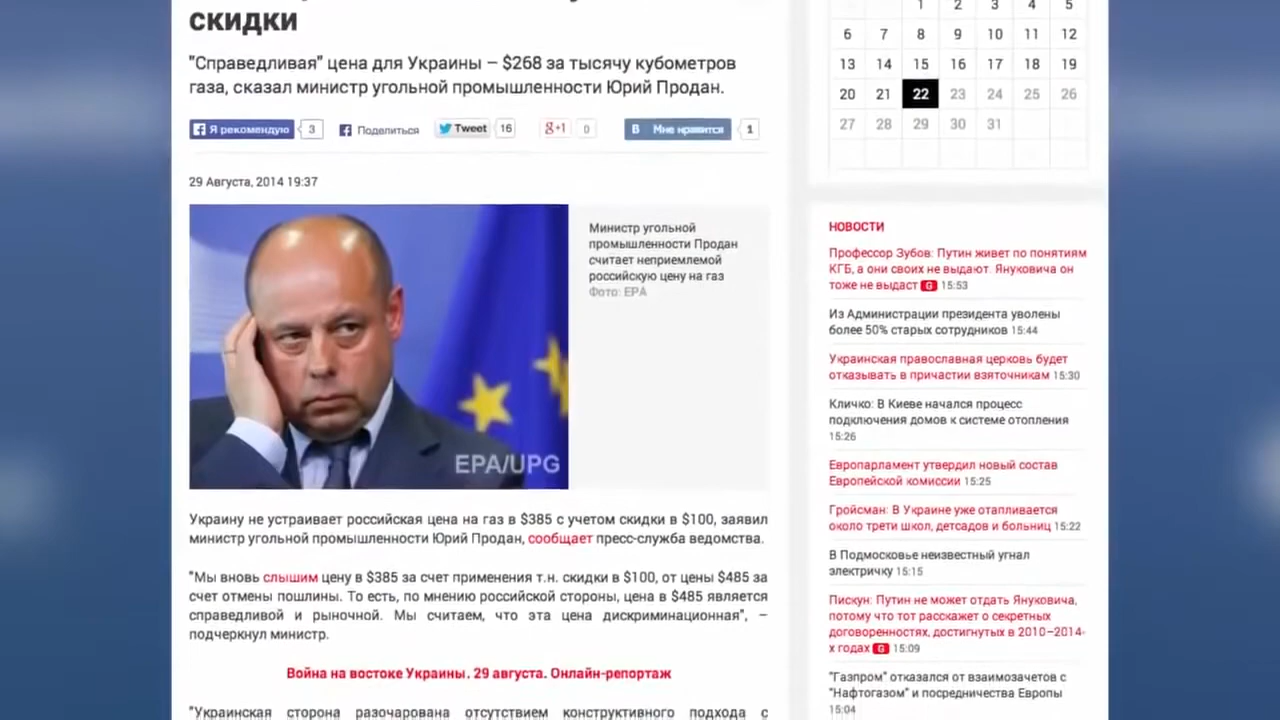 скидки
"Справедливая" цена для Украины – $268 за тысячу кубометров
газа, сказал министр угольной промышленности Юрий Продан.
Я рекомендую 3 Поделиться Tweet 16 g+1 0 B Мне нравится 1
29 Августа, 2014 19:37
Министр угольной
промышленности Продан
считает неприемлемой
российскую цену на газ
Фото: EPA
EPA/UPG
Украину не устраивает российская цена на газ в $385 с учетом скидки в $100, заявил
министр угольной промышленности Юрий Продан, сообщает пресс-служба ведомства.
"Мы вновь слышим цену в $385 за счет применения т.н. скидки в $100, от цены $485 за
счет отмены пошлины. То есть, по мнению российской стороны, цена в $485 является
справедливой и рыночной. Мы считаем, что эта цена дискриминационная", –
подчеркнул министр.
Война на востоке Украины. 29 августа. Онлайн-репортаж
"Украинская сторона разочарована отсутствием конструктивного подхода с
1 2 3 4 5
6 7 8 9 10 11 12
13 14 15 16 17 18 19
20 21 22 23 24 25 26
27 28 29 30 31
НОВОСТИ
Профессор Зубов: Путин живет по понятиям
КГБ, а они своих не выдают. Януковича он
тоже не выдаст G 15:53
Из Администрации президента уволены
более 50% старых сотрудников 15:44
Украинская православная церковь будет
отказывать в причастии взяточникам 15:30
Кличко: В Киеве начался процесс
подключения домов к системе отопления
15:26
Европарламент утвердил новый состав
Европейской комиссии 15:25
Гройсман: В Украине уже отапливается
около трети школ, детсадов и больниц 15:22
В Подмосковье неизвестный угнал
электричку 15:15
Пискун: Путин не может отдать Януковича,
потому что тот расскажет о секретных
договоренностях, достигнутых в 2010–2014-
х годах G 15:09
"Газпром" отказался от взаимозачетов с
"Нафтогазом" и посредничества Европы
15:04